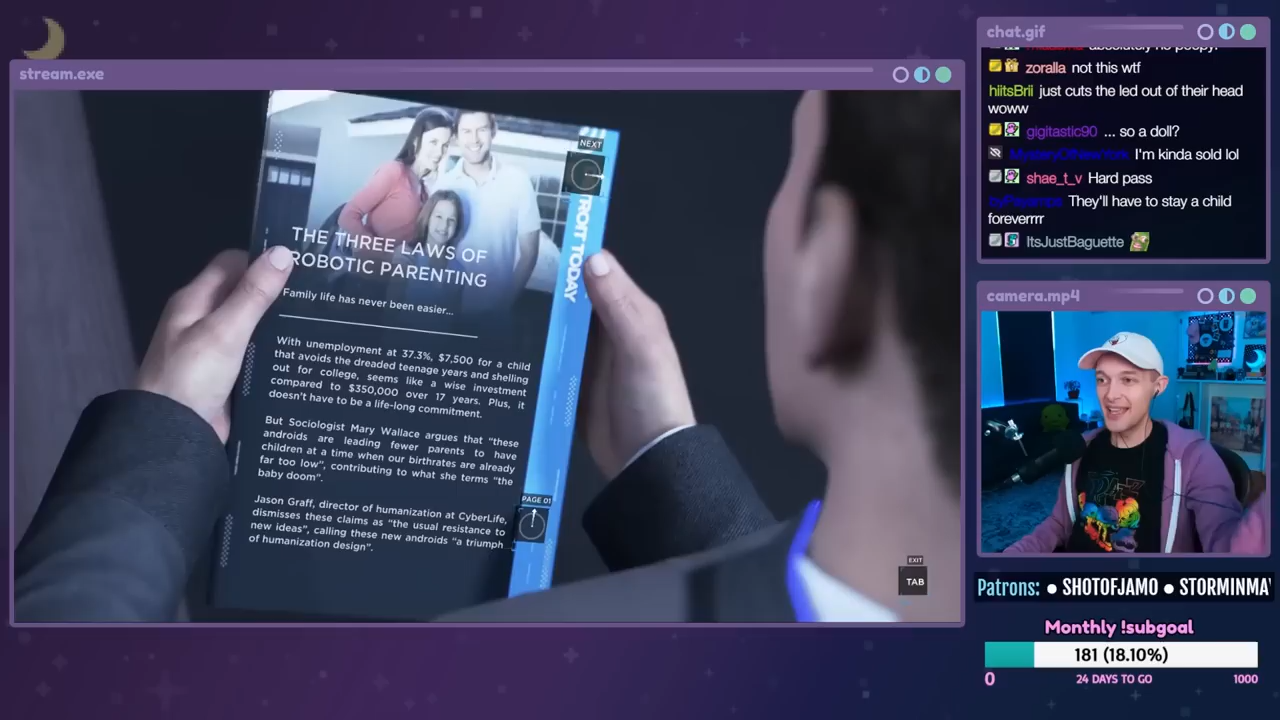 stream.exe
NEXT
TROIT TODAY
THE THREE LAWS OF
ROBOTIC PARENTING
Family life has never been easier...
With unemployment at 37.3%, $7,500 for a child
that avoids the dreaded teenage years and shelling
out for college, seems like a wise investment
compared to $350,000 over 17 years. Plus, it
doesn't have to be a life-long commitment.
But Sociologist Mary Wallace argues that "these
androids are leading fewer parents to have
children at a time when our birthrates are already
far too low", contributing to what she terms "the
baby doom".
Jason Graff, director of humanization at CyberLife,
dismisses these claims as "the usual resistance to
new ideas", calling these new androids "a triumph
of humanization design".
PAGE 01
EXIT
TAB
chat.gif
zoralla not this wtf
hiitsBrii just cuts the led out of their head
woww
gigitastic90 ... so a doll?
I'm kinda sold lol
shae_t_v Hard pass
They'll have to stay a child
foreverrrr
ItsJustBaguette
camera.mp4
Patrons: ● SHOTOFJAMO ● STORMINMA
Monthly !subgoal
181 (18.10%)
0 24 DAYS TO GO 1000